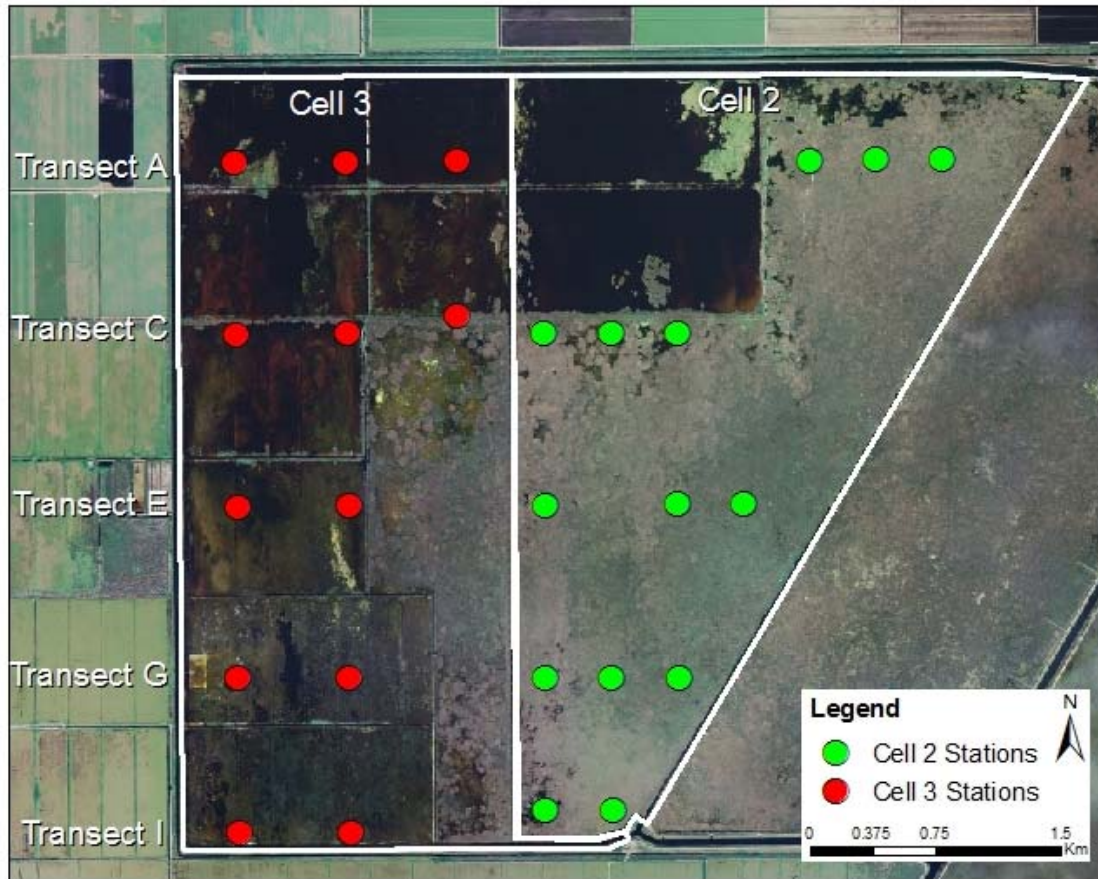 Cell 3
Cell 2
Transect A
Transect C
Transect E
Transect G
Transect I
Legend
N
Cell 2 Stations
Cell 3 Stations
0 0.375 0.75 1.5
Km